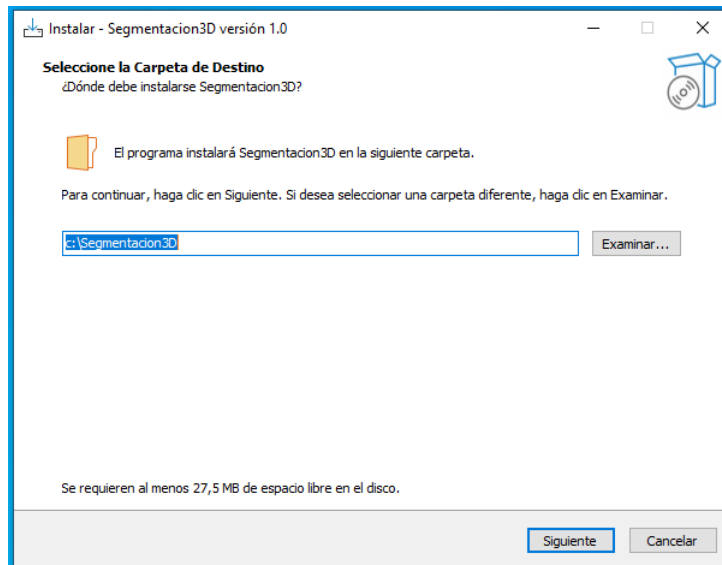 Instalar - Segmentacion3D versión 1.0
Seleccione la Carpeta de Destino
¿Dónde debe instalarse Segmentacion3D?
El programa instalará Segmentacion3D en la siguiente carpeta.
Para continuar, haga clic en Siguiente. Si desea seleccionar una carpeta diferente, haga clic en Examinar.
c:\Segmentacion3D
Examinar...
Se requieren al menos 27,5 MB de espacio libre en el disco.
Siguiente
Cancelar